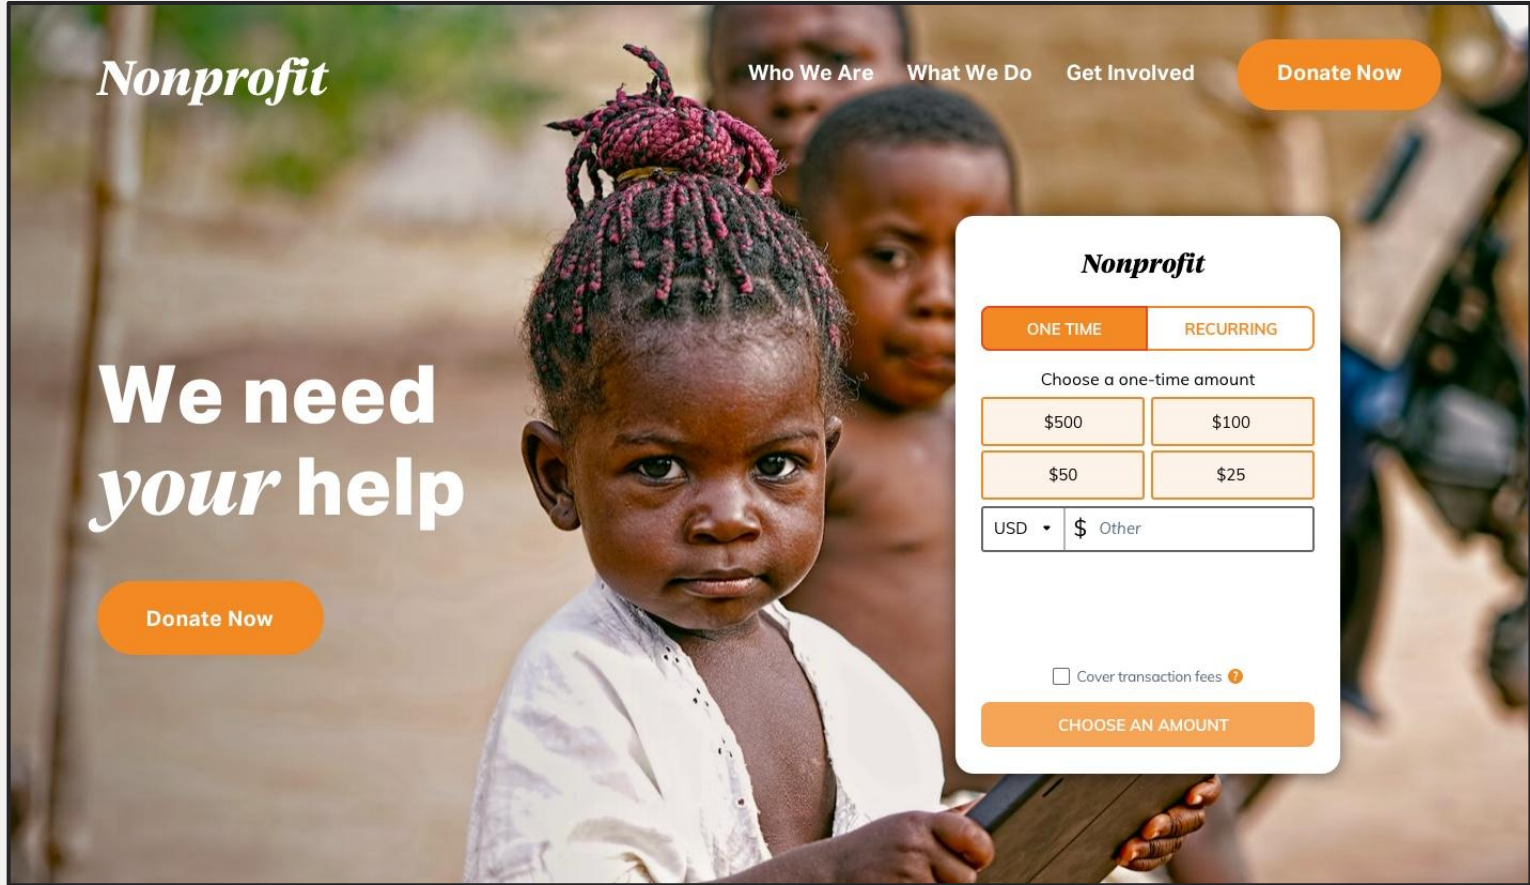 Nonprofit
Who We Are
What We Do
Get Involved
Donate Now
We need
your help
Donate Now
Nonprofit
ONE TIME
RECURRING
Choose a one-time amount
$500
$100
$50
$25
USD
$ Other
Cover transaction fees ?
CHOOSE AN AMOUNT